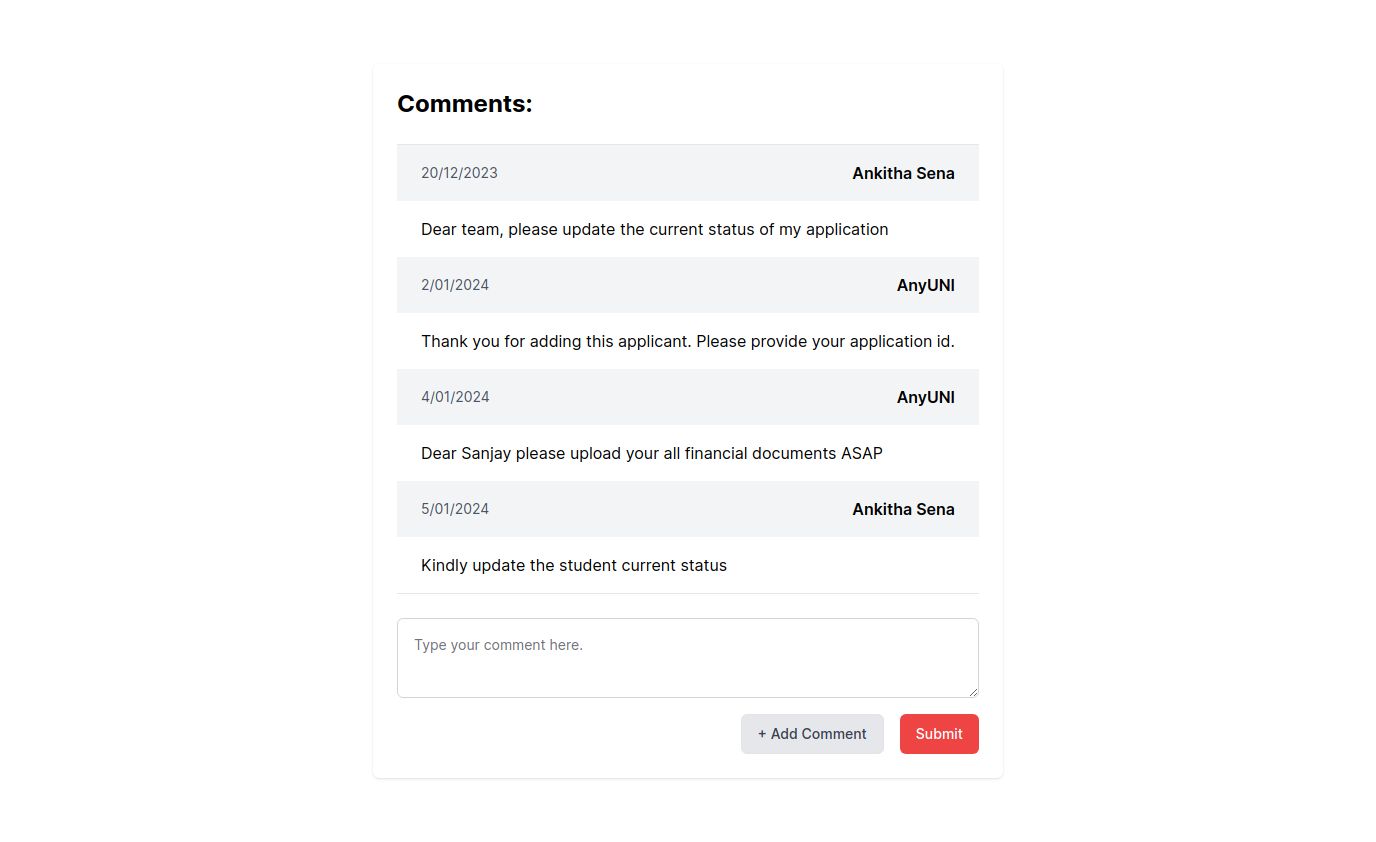 Comments:
20/12/2023 Ankitha Sena
Dear team, please update the current status of my application
2/01/2024 AnyUNI
Thank you for adding this applicant. Please provide your application id.
4/01/2024 AnyUNI
Dear Sanjay please upload your all financial documents ASAP
5/01/2024 Ankitha Sena
Kindly update the student current status
Type your comment here.
+ Add Comment Submit